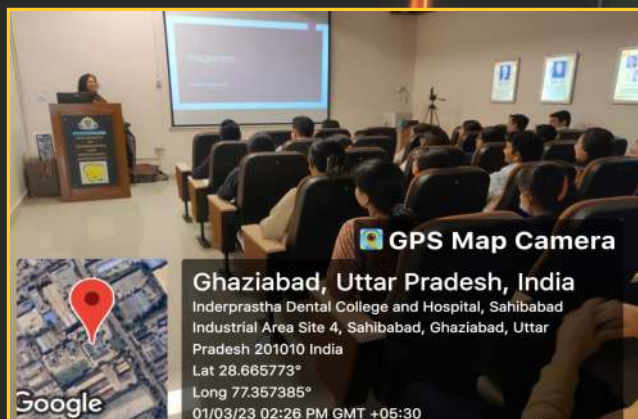 GPS Map Camera
Ghaziabad, Uttar Pradesh, India
Inderprastha Dental College and Hospital, Sahibabad
Industrial Area Site 4, Sahibabad, Ghaziabad, Uttar
Pradesh 201010 India
Lat 28.665773°
Long 77.357385°
01/03/23 02:26 PM GMT +05:30
Google